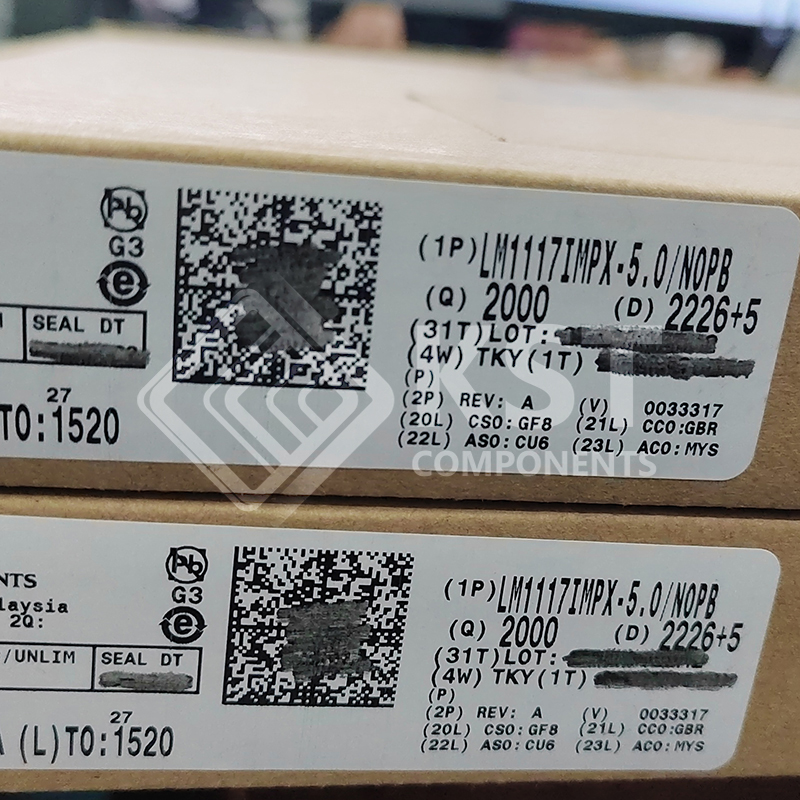 Pb
G3
e
SEAL DT
27
TO:1520
(1P) LM1117IMPX-5.0/NOPB
(Q) 2000 (D) 2226+5
(31T)LOT:
(4W) TKY(1T)
(P)
(2P) REV: A (V) 0033317
(20L) CSO:GF8 (21L) CCO:GBR
(22L) ASO:CU6 (23L) ACO:MYS
KST
COMPONENTS
NTS
laysia
2Q:
Pb
G3
e
/UNLIM SEAL DT
27
(L)TO:1520
(1P) LM1117IMPX-5.0/NOPB
(Q) 2000 (D) 2226+5
(31T)LOT:
(4W) TKY(1T)
(P)
(2P) REV: A (V) 0033317
(20L) CSO:GF8 (21L) CCO:GBR
(22L) ASO:CU6 (23L) ACO:MYS